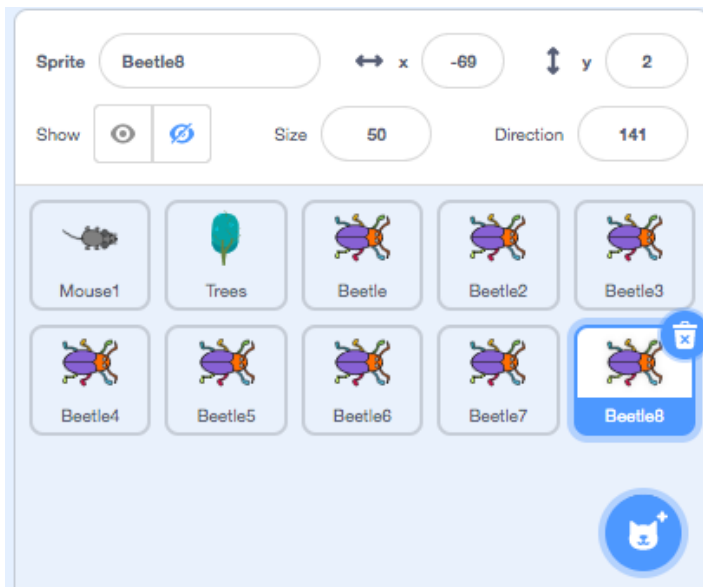 Sprite Beetle8 x -69 y 2
Show Size 50 Direction 141
Mouse1 Trees Beetle Beetle2 Beetle3
Beetle4 Beetle5 Beetle6 Beetle7 Beetle8